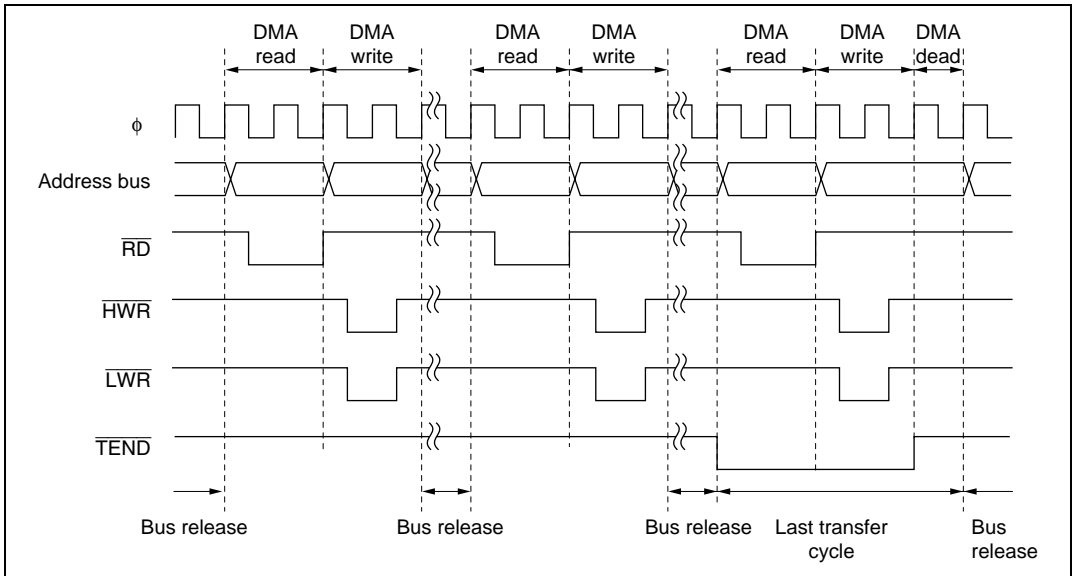 DMA read
DMA write
DMA read
DMA write
DMA read
DMA write
DMA dead
φ
Address bus
RD
HWR
LWR
TEND
Bus release
Bus release
Bus release
Last transfer cycle
Bus release